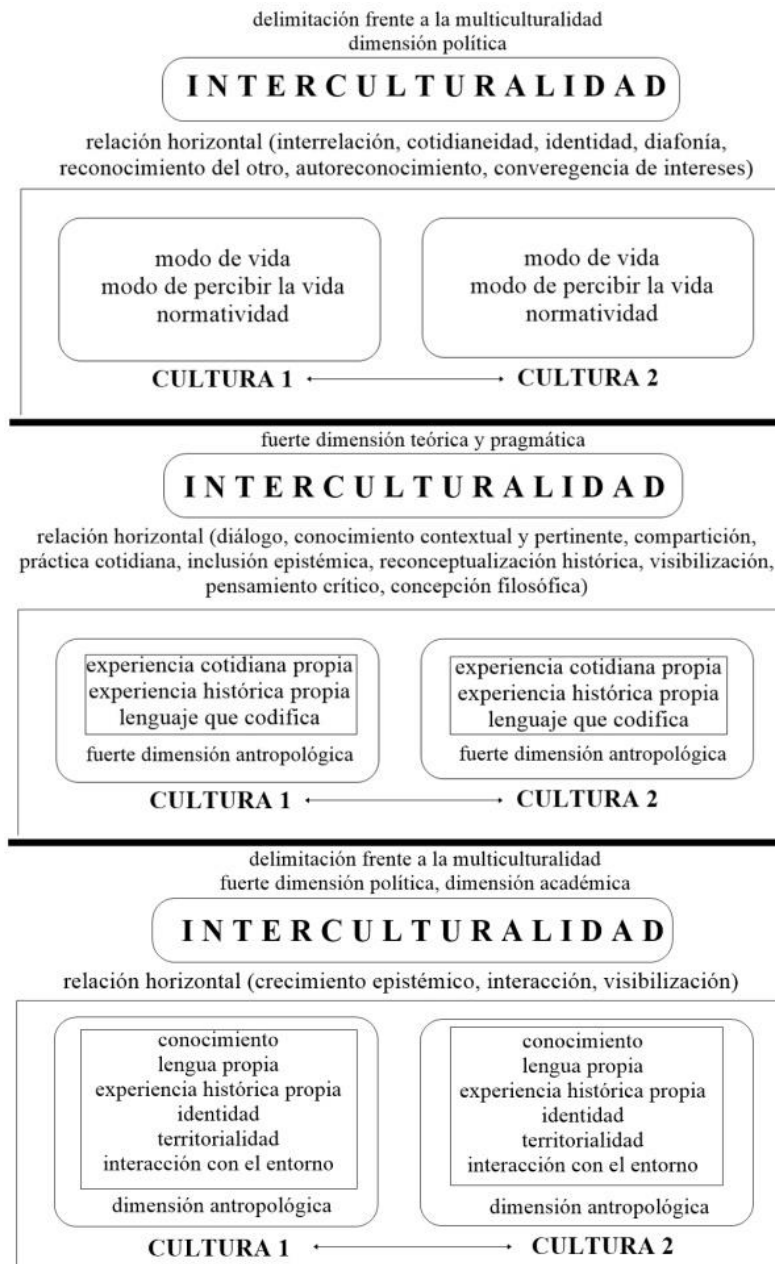 delimitación frente a la multiculturalidad
dimensión política
INTERCULTURALIDAD
relación horizontal (interrelación, cotidianeidad, identidad, diafonía,
reconocimiento del otro, autoreconocimiento, converegencia de intereses)
modo de vida
modo de percibir la vida
normatividad
modo de vida
modo de percibir la vida
normatividad
CULTURA 1
CULTURA 2
fuerte dimensión teórica y pragmática
INTERCULTURALIDAD
relación horizontal (diálogo, conocimiento contextual y pertinente, compartición,
práctica cotidiana, inclusión epistémica, reconceptualización histórica, visibilización,
pensamiento crítico, concepción filosófica)
experiencia cotidiana propia
experiencia histórica propia
lenguaje que codifica
fuerte dimensión antropológica
experiencia cotidiana propia
experiencia histórica propia
lenguaje que codifica
fuerte dimensión antropológica
CULTURA 1
CULTURA 2
delimitación frente a la multiculturalidad
fuerte dimensión política, dimensión académica
INTERCULTURALIDAD
relación horizontal (crecimiento epistémico, interacción, visibilización)
conocimiento
lengua propia
experiencia histórica propia
identidad
territorialidad
interacción con el entorno
dimensión antropológica
conocimiento
lengua propia
experiencia histórica propia
identidad
territorialidad
interacción con el entorno
dimensión antropológica
CULTURA 1
CULTURA 2